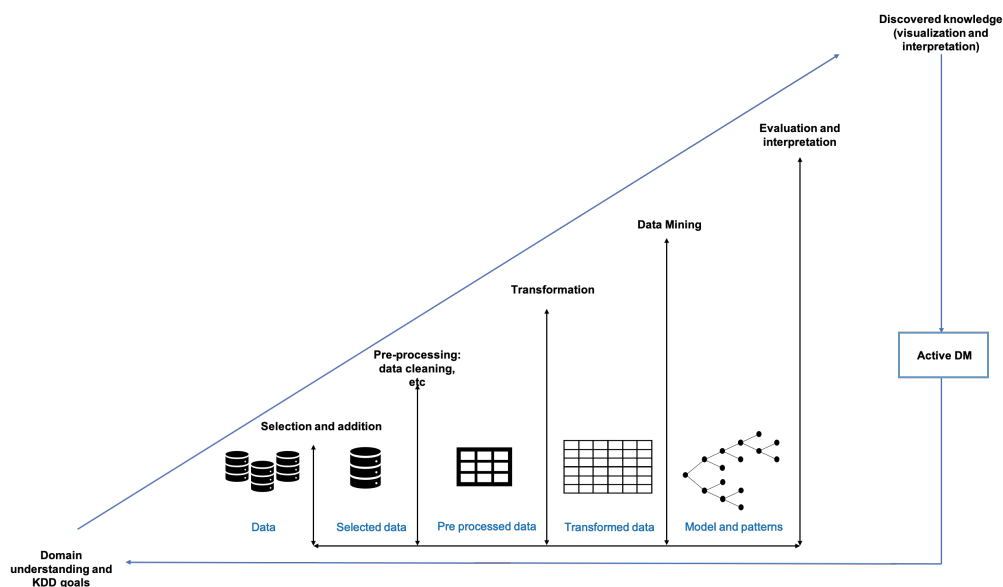 Discovered knowledge
(visualization and
interpretation)
Evaluation and
interpretation
Data Mining
Transformation
Pre-processing:
data cleaning,
etc
Active DM
Selection and addition
Data
Selected data
Pre processed data
Transformed data
Model and patterns
Domain
understanding and
KDD goals